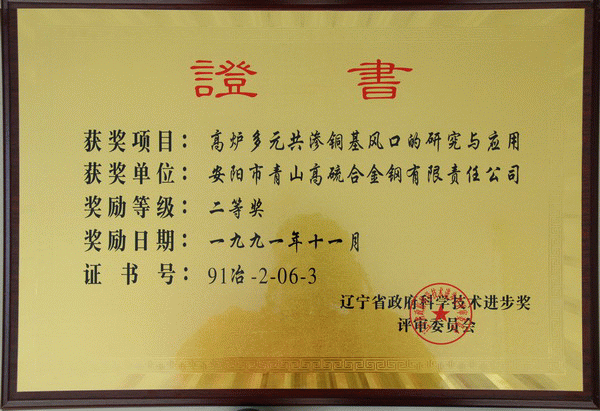 證 書
获奖项目：高炉多元共渗铜基风口的研究与应用
获奖单位：安阳市青山高硫合金钢有限责任公司
奖励等级：二等奖
奖励日期：一九九一年十一月
证书号：91冶-2-06-3
辽宁省政府科学技术进步奖
评审委员会